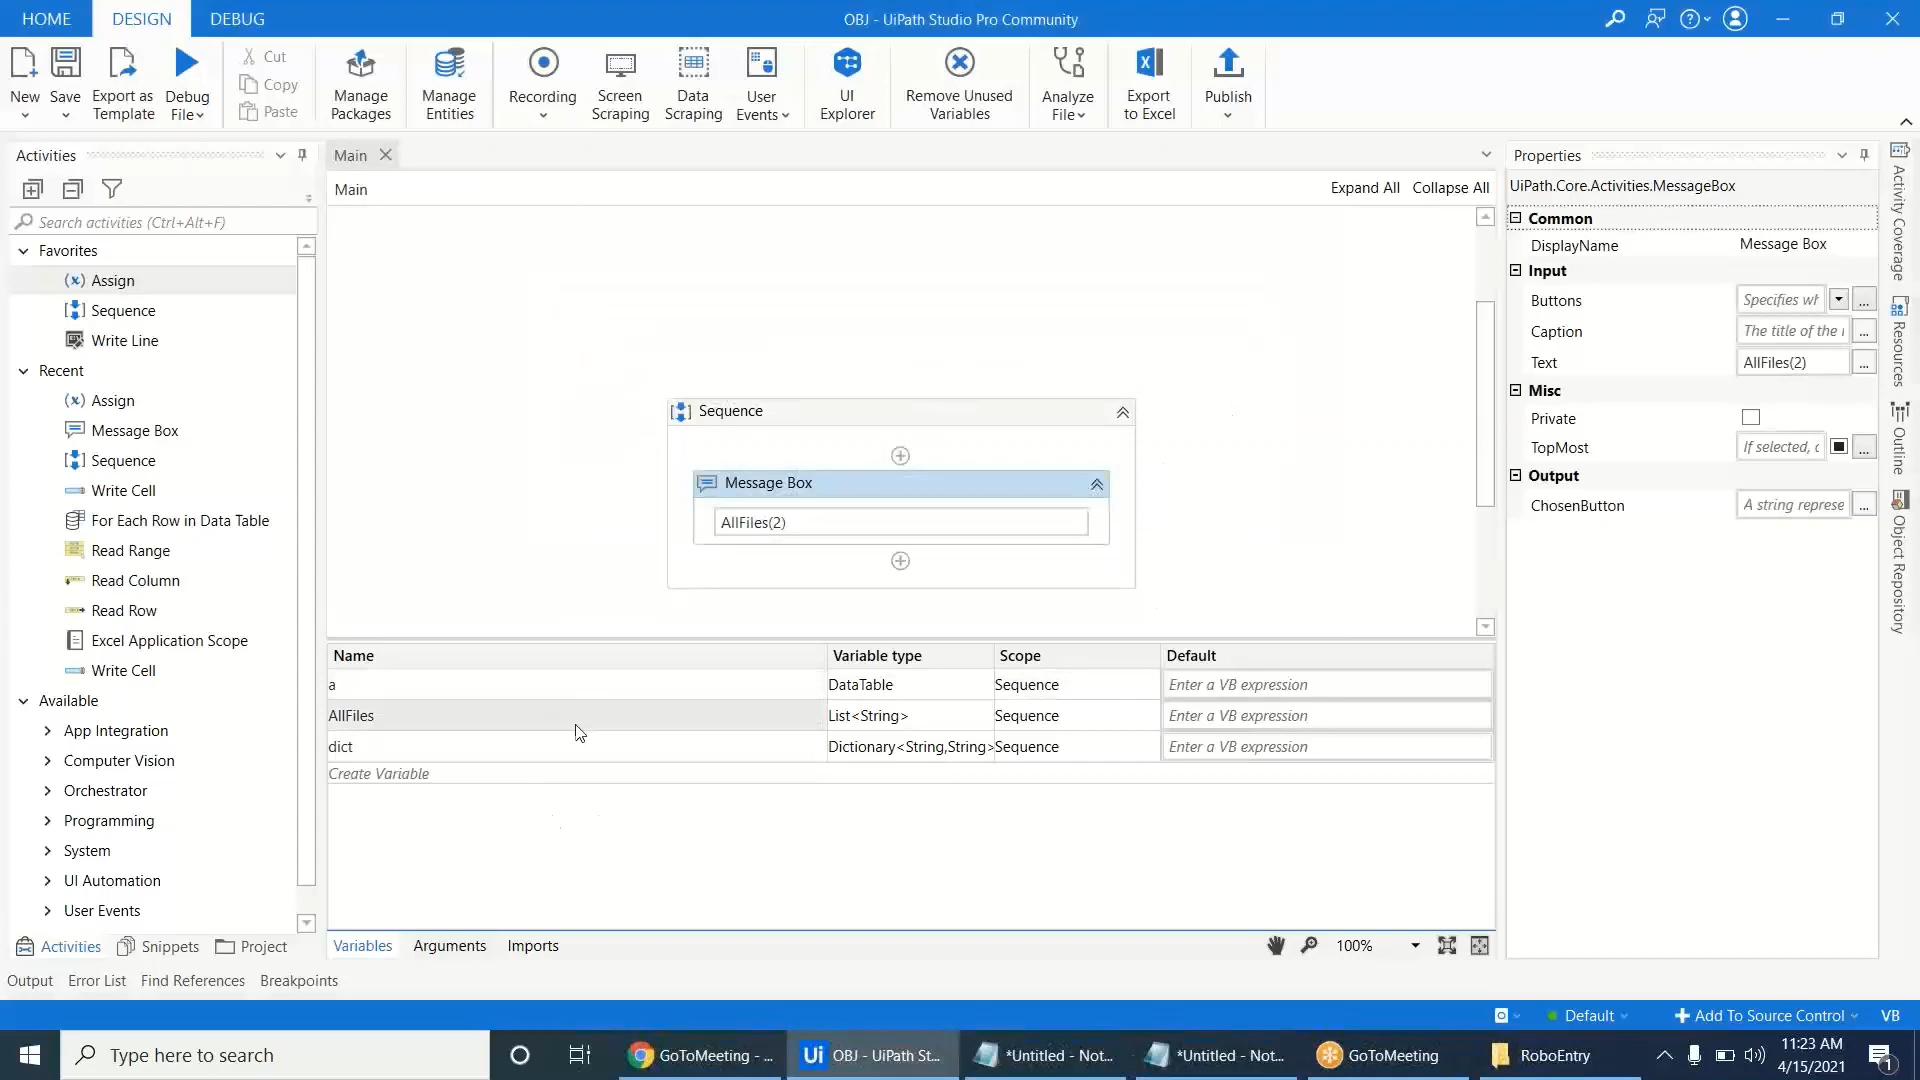 HOME DESIGN DEBUG
OBJ - UiPath Studio Pro Community
New
Save
Export as
Template
Debug
File
Cut
Copy
Paste
Manage
Packages
Manage
Entities
Recording
Screen
Scraping
Data
Scraping
User
Events
UI
Explorer
Remove Unused
Variables
Analyze
File
Export
to Excel
Publish
Activities
Search activities (Ctrl+Alt+F)
Favorites
Assign
Sequence
Write Line
Recent
Assign
Message Box
Sequence
Write Cell
For Each Row in Data Table
Read Range
Read Column
Read Row
Excel Application Scope
Write Cell
Available
App Integration
Computer Vision
Orchestrator
Programming
System
UI Automation
User Events
Activities Snippets Project
Main
Main
Expand All Collapse All
Sequence
Message Box
AllFiles(2)
Name Variable type Scope Default
a DataTable Sequence Enter a VB expression
AllFiles List<String> Sequence Enter a VB expression
dict Dictionary<String,String> Sequence Enter a VB expression
Create Variable
Variables Arguments Imports
100%
Properties
UiPath.Core.Activities.MessageBox
Common
DisplayName Message Box
Input
Buttons Specifies wh
Caption The title of the
Text AllFiles(2)
Misc
Private
TopMost If selected,
Output
ChosenButton A string represe
Activity Coverage
Resources
Outline
Object Repository
Output Error List Find References Breakpoints
Default Add To Source Control VB
Type here to search
GoToMeeting - ...
Ui OBJ - UiPath St...
*Untitled - Not...
*Untitled - Not...
GoToMeeting
RoboEntry
11:23 AM
4/15/2021
1